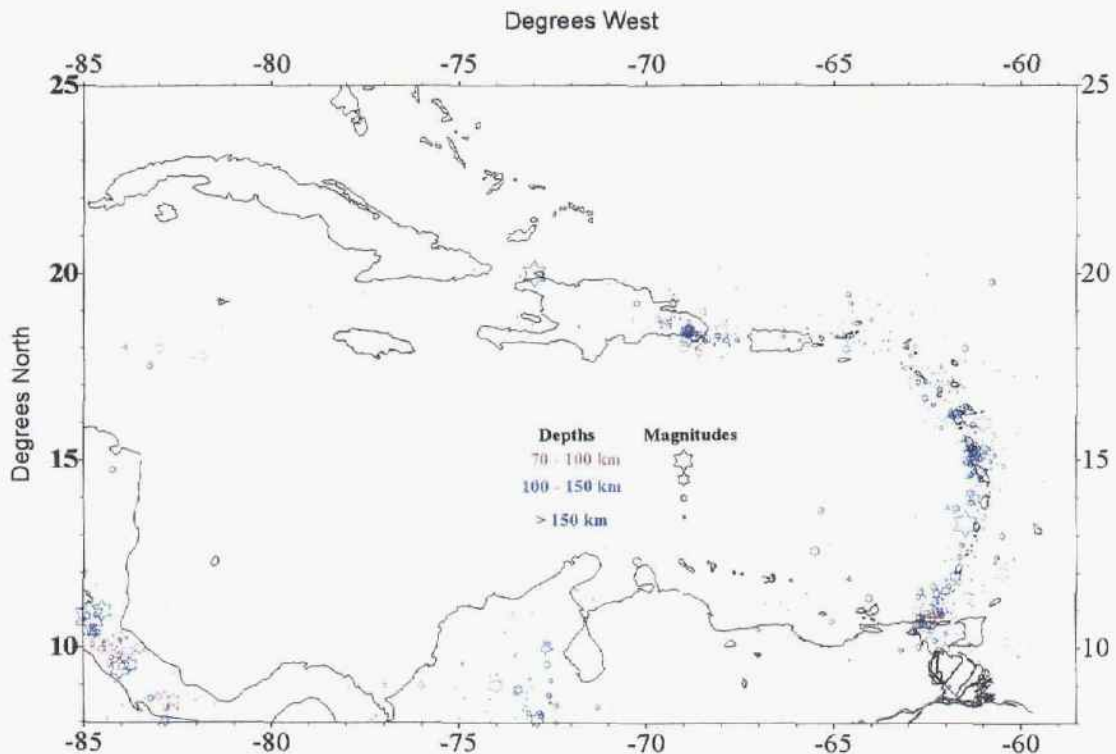 Degrees West
-85 -80 -75 -70 -65 -60
25 25
20 20
Degrees North
Depths Magnitudes
70 - 100 km
15 15
100 - 150 km
> 150 km
10 10
-85 -80 -75 -70 -65 -60